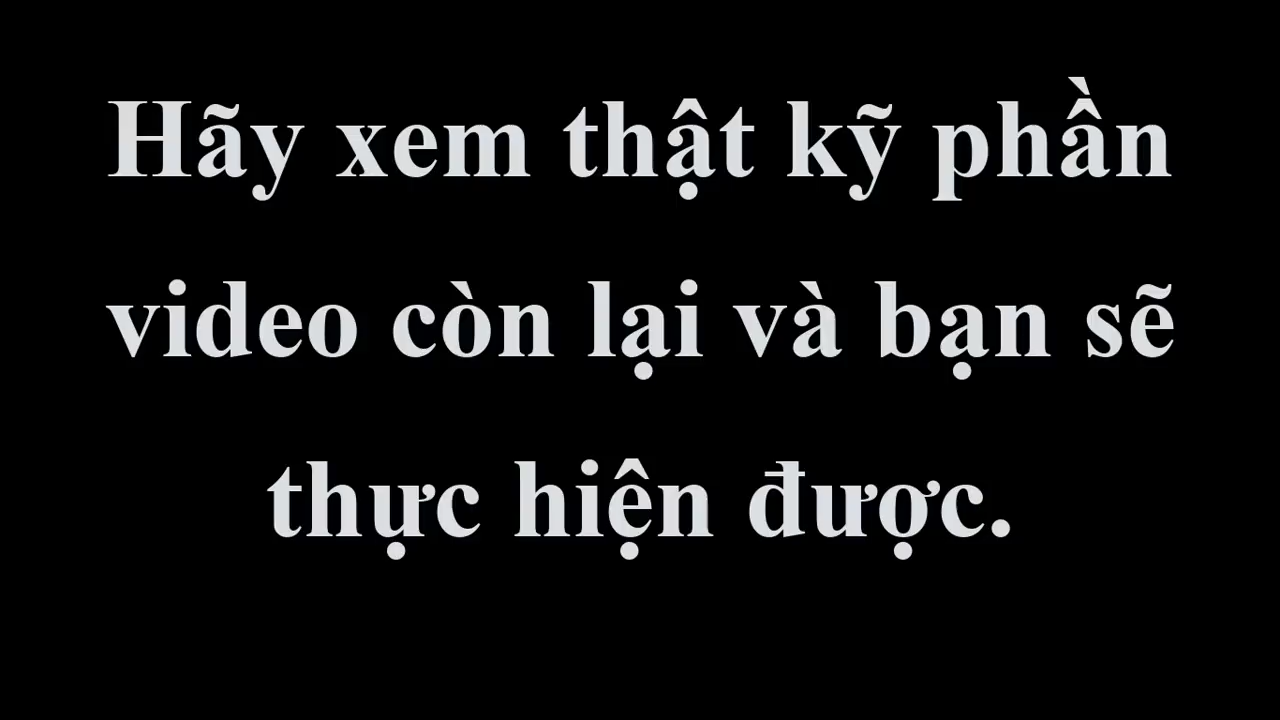 Hãy xem thật kỹ phần
video còn lại và bạn sẽ
thực hiện được.